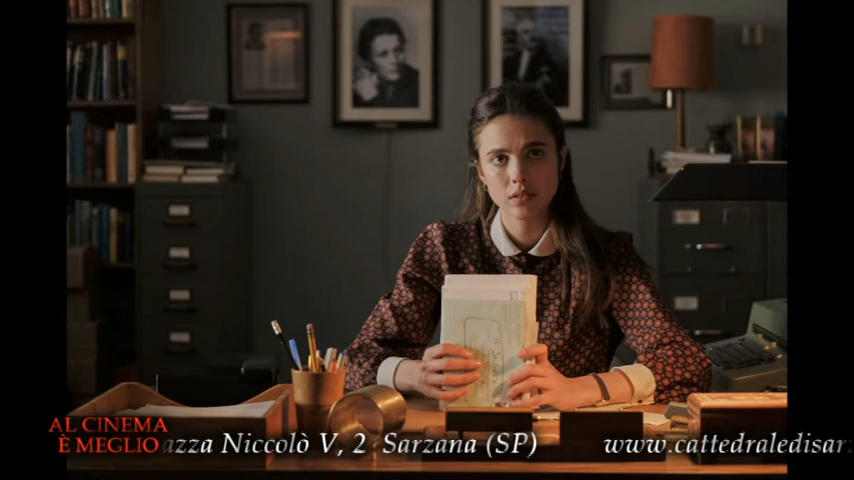 AL CINEMA
È MEGLIO
azza Niccolò V, 2 Sarzana (SP) www.cattedraledisar